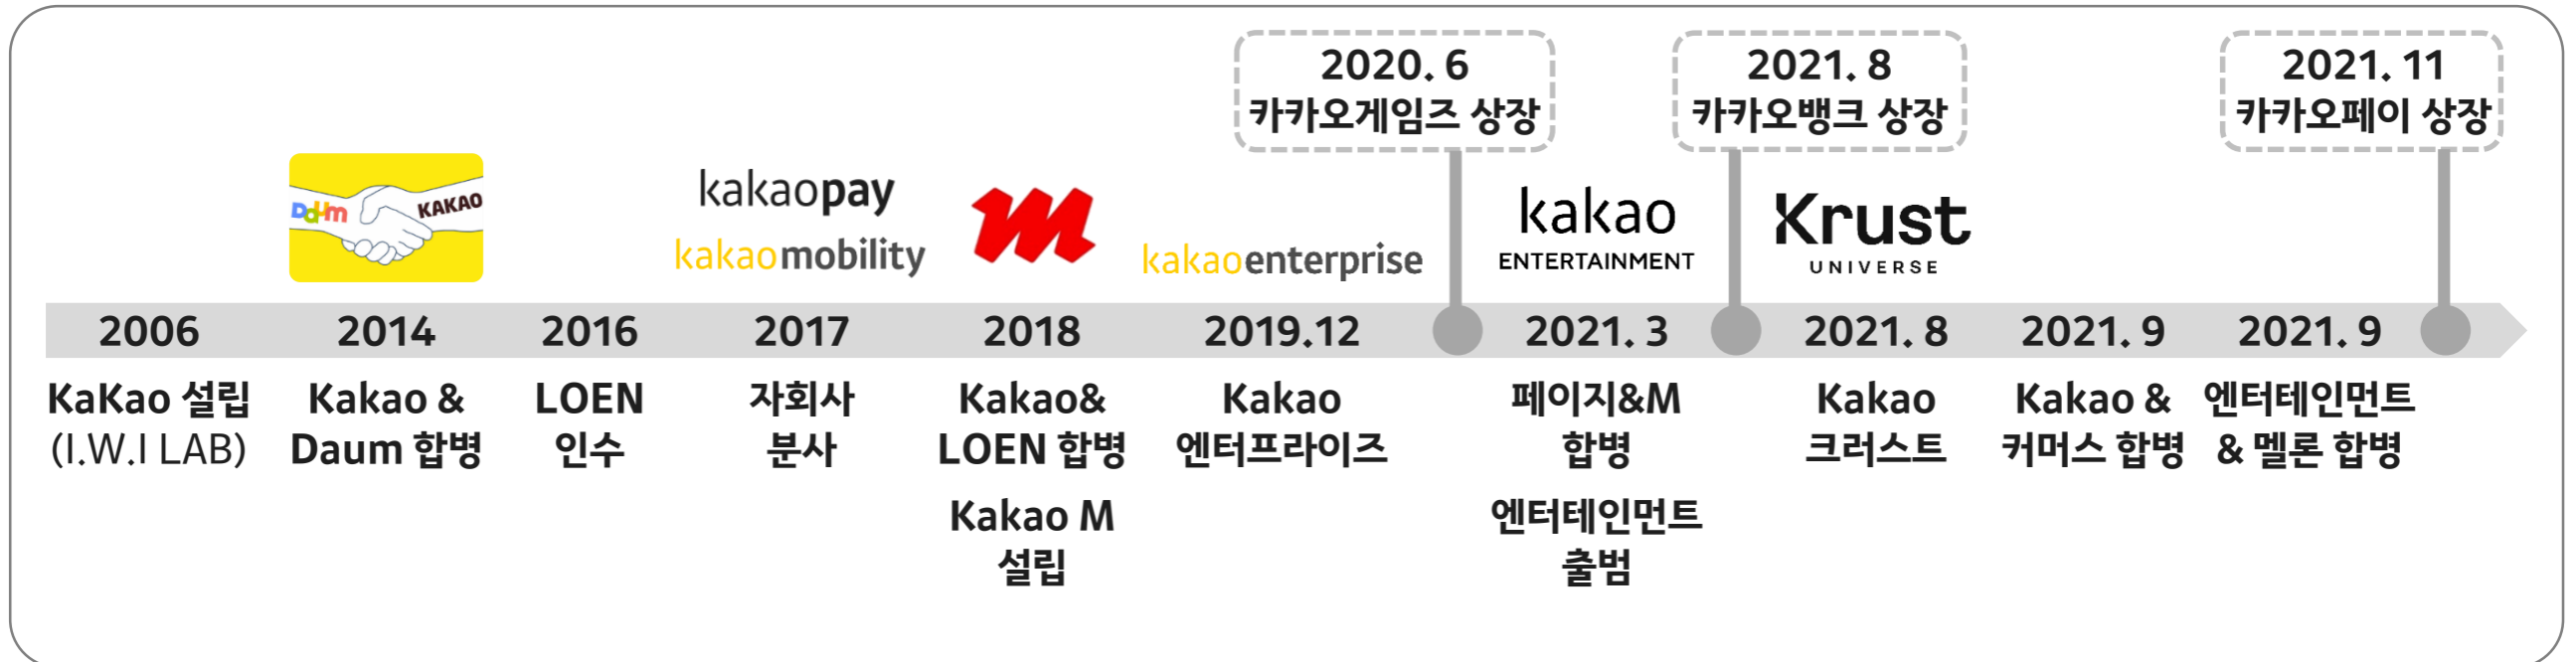 2020. 6
카카오게임즈 상장
2021. 8
카카오뱅크 상장
2021. 11
카카오페이 상장
Daum
KAKAO
kakaopay
kakaomobility
kakaoenterprise
kakao
ENTERTAINMENT
Krust
UNIVERSE
2006
KaKao 설립
(I.W.I LAB)
2014
Kakao &
Daum 합병
2016
LOEN
인수
2017
자회사
분사
2018
Kakao&
LOEN 합병
Kakao M
설립
2019.12
Kakao
엔터프라이즈
2021. 3
페이지&M
합병
엔터테인먼트
출범
2021. 8
Kakao
크러스트
2021. 9
Kakao &
커머스 합병
2021. 9
엔터테인먼트
& 멜론 합병